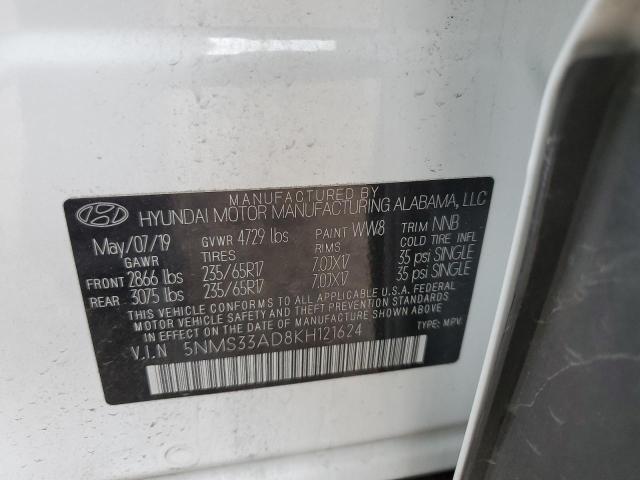 MANUFACTURED BY
HYUNDAI MOTOR MANUFACTURING ALABAMA, LLC
May/07/19 GVWR 4729 lbs PAINT WW8 TRIM NNB
GAWR TIRES RIMS COLD TIRE INFL
FRONT 2866 lbs 235/65R17 7.0JX17 35 psi SINGLE
REAR 3075 lbs 235/65R17 7.0JX17 35 psi SINGLE
THIS VEHICLE CONFORMS TO ALL APPLICABLE U.S.A. FEDERAL
MOTOR VEHICLE SAFETY AND THEFT PREVENTION STANDARDS
IN EFFECT ON THE DATE OF MANUFACTURE SHOWN ABOVE.
V.I.N 5NMS33AD8KH121624 TYPE: M.P.V.